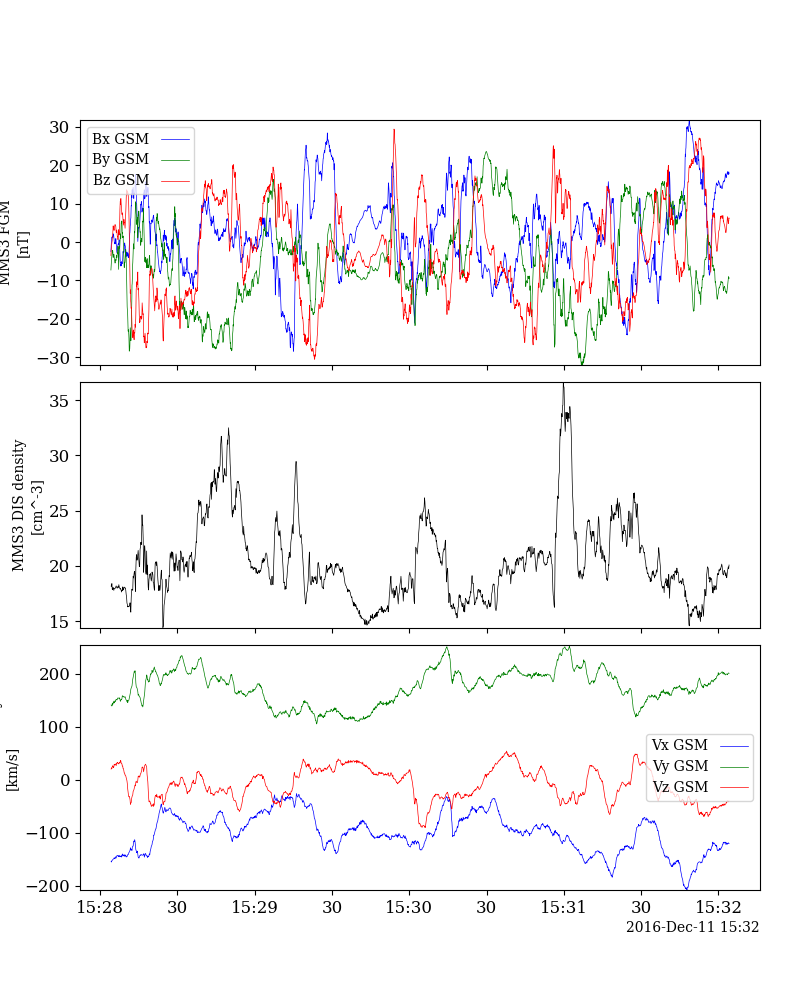 30
20
10
0
−10
−20
−30
MMS3 FGM
[nT]
Bx GSM
By GSM
Bz GSM
35
30
25
20
15
MMS3 DIS density
[cm^-3]
200
100
0
−100
−200
[km/s]
Vx GSM
Vy GSM
Vz GSM
15:28 30 15:29 30 15:30 30 15:31 30 15:32
2016-Dec-11 15:32